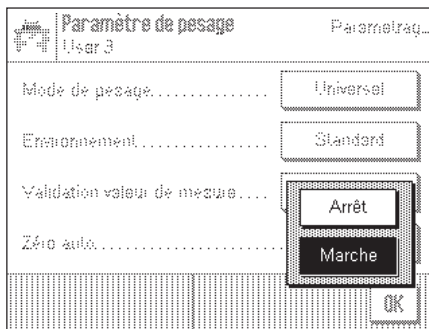 Paramètre de pesage
User 3
Paramétrag...
Mode de pesage...............
Universel
Environnement...............
Standard
Validation valeur de mesure....
Arrêt
Zéro auto......................
Marche
OK